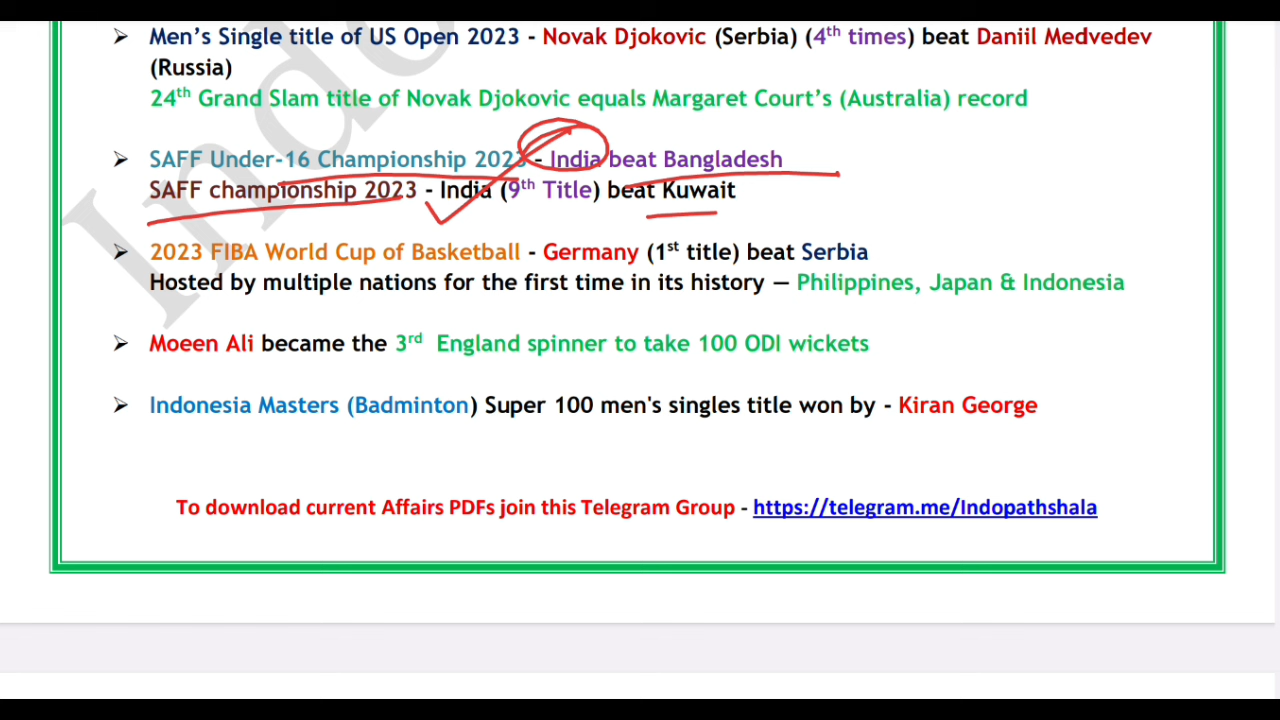 ➢ Men's Single title of US Open 2023 - Novak Djokovic (Serbia) (4th times) beat Daniil Medvedev
(Russia)
24th Grand Slam title of Novak Djokovic equals Margaret Court's (Australia) record
➢ SAFF Under-16 Championship 2023 - India beat Bangladesh
SAFF championship 2023 - India (9th Title) beat Kuwait
➢ 2023 FIBA World Cup of Basketball - Germany (1st title) beat Serbia
Hosted by multiple nations for the first time in its history — Philippines, Japan & Indonesia
➢ Moeen Ali became the 3rd England spinner to take 100 ODI wickets
➢ Indonesia Masters (Badminton) Super 100 men's singles title won by - Kiran George
To download current Affairs PDFs join this Telegram Group - https://telegram.me/Indopathshala